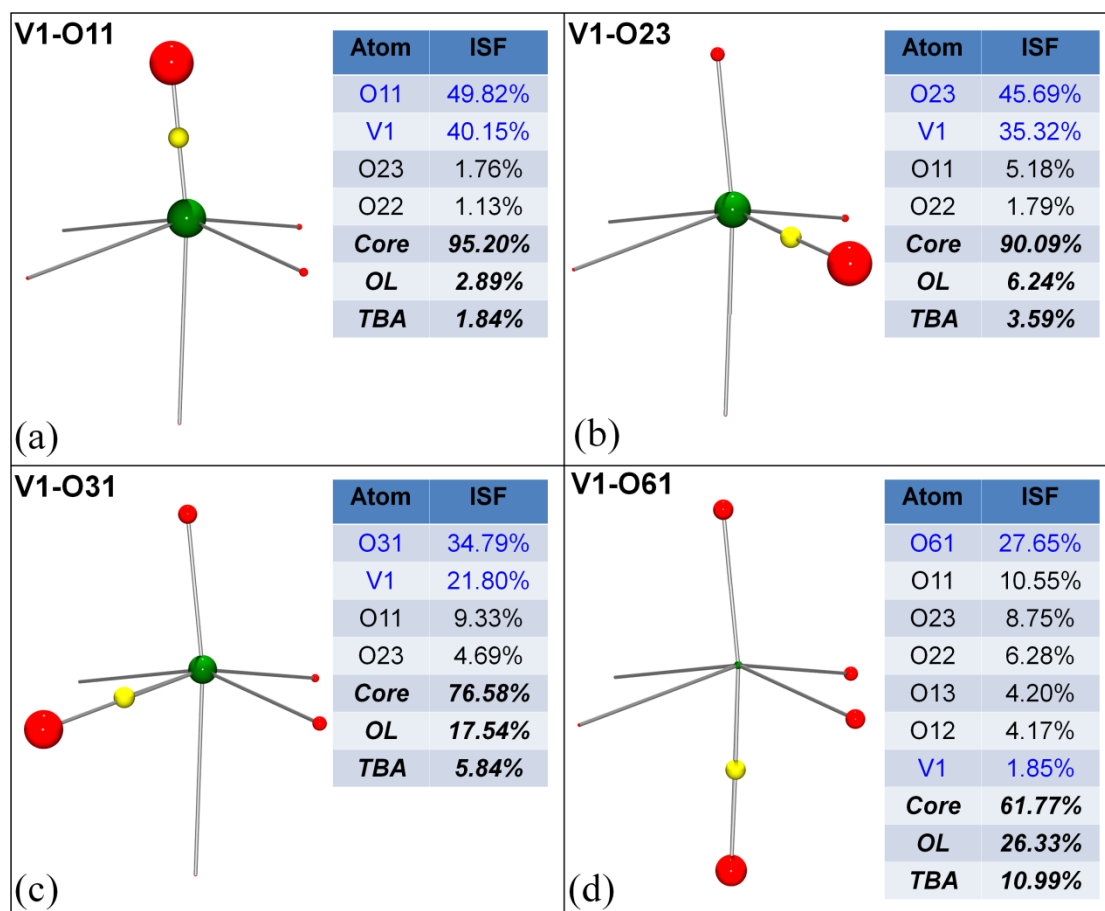 V1-O11
Atom ISF
O11 49.82%
V1 40.15%
O23 1.76%
O22 1.13%
Core 95.20%
OL 2.89%
TBA 1.84%
(a)
V1-O23
Atom ISF
O23 45.69%
V1 35.32%
O11 5.18%
O22 1.79%
Core 90.09%
OL 6.24%
TBA 3.59%
(b)
V1-O31
Atom ISF
O31 34.79%
V1 21.80%
O11 9.33%
O23 4.69%
Core 76.58%
OL 17.54%
TBA 5.84%
(c)
V1-O61
Atom ISF
O61 27.65%
O11 10.55%
O23 8.75%
O22 6.28%
O13 4.20%
O12 4.17%
V1 1.85%
Core 61.77%
OL 26.33%
TBA 10.99%
(d)